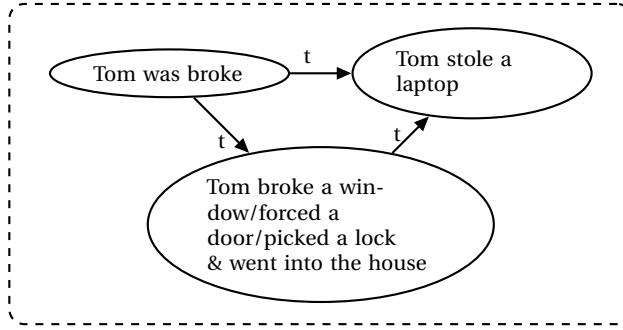 Tom was broke
t
Tom stole a
laptop
t
t
Tom broke a win-
dow/forced a
door/picked a lock
& went into the house